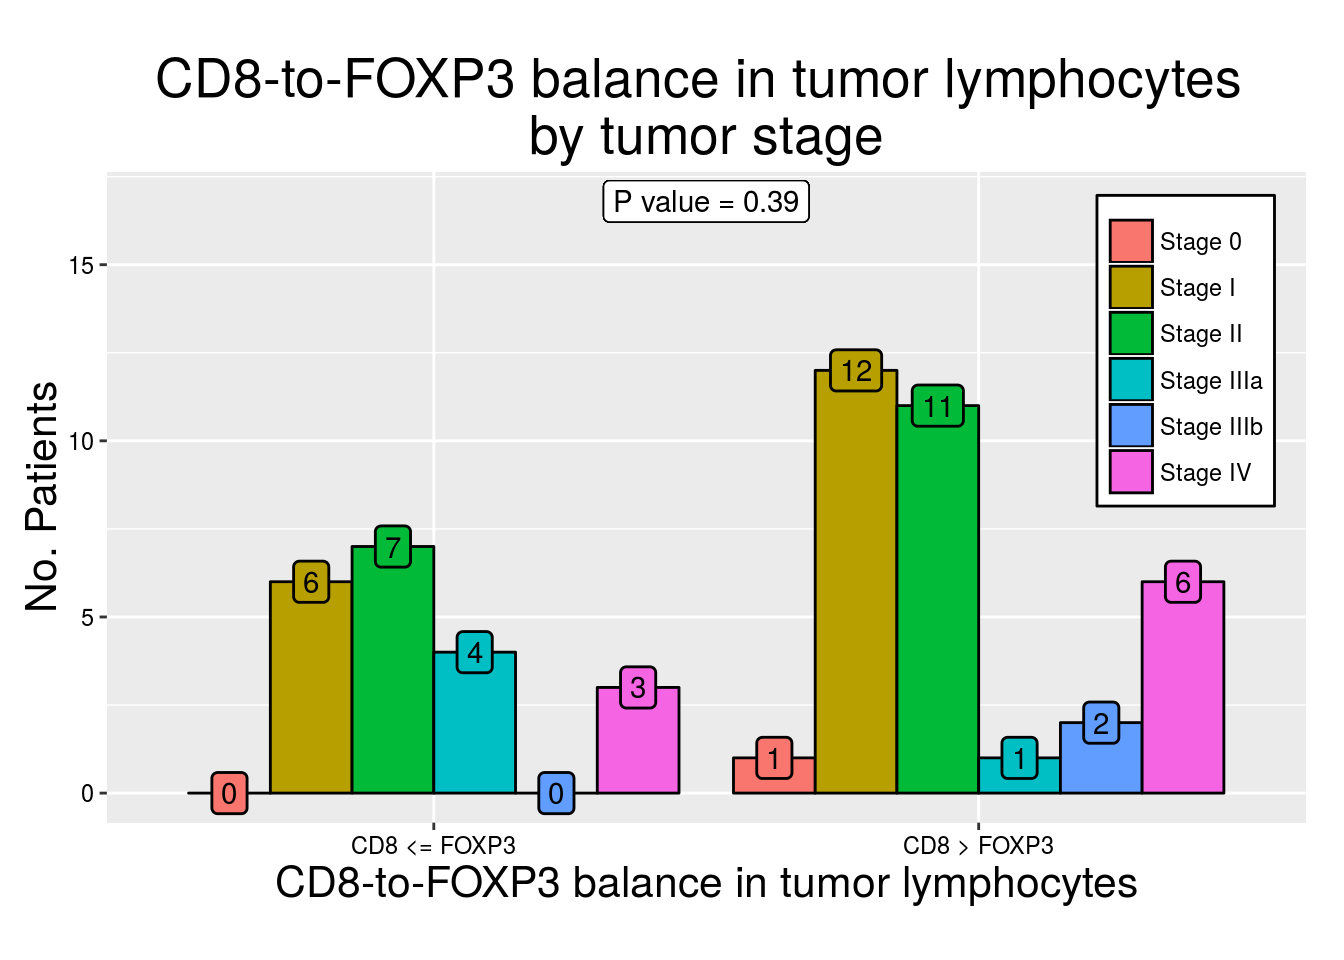 CD8-to-FOXP3 balance in tumor lymphocytes
by tumor stage
P value = 0.39
Stage 0
Stage I
Stage II
Stage IIIa
Stage IIIb
Stage IV
No. Patients
15
10
5
0
0
6
7
4
0
3
1
12
11
1
2
6
CD8 <= FOXP3
CD8 > FOXP3
CD8-to-FOXP3 balance in tumor lymphocytes